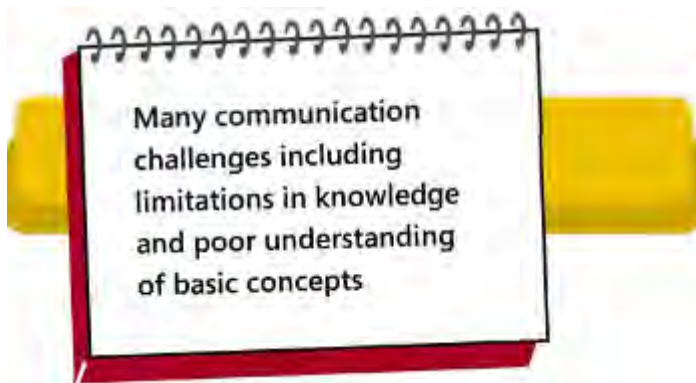 Many communication
challenges including
limitations in knowledge
and poor understanding
of basic concepts